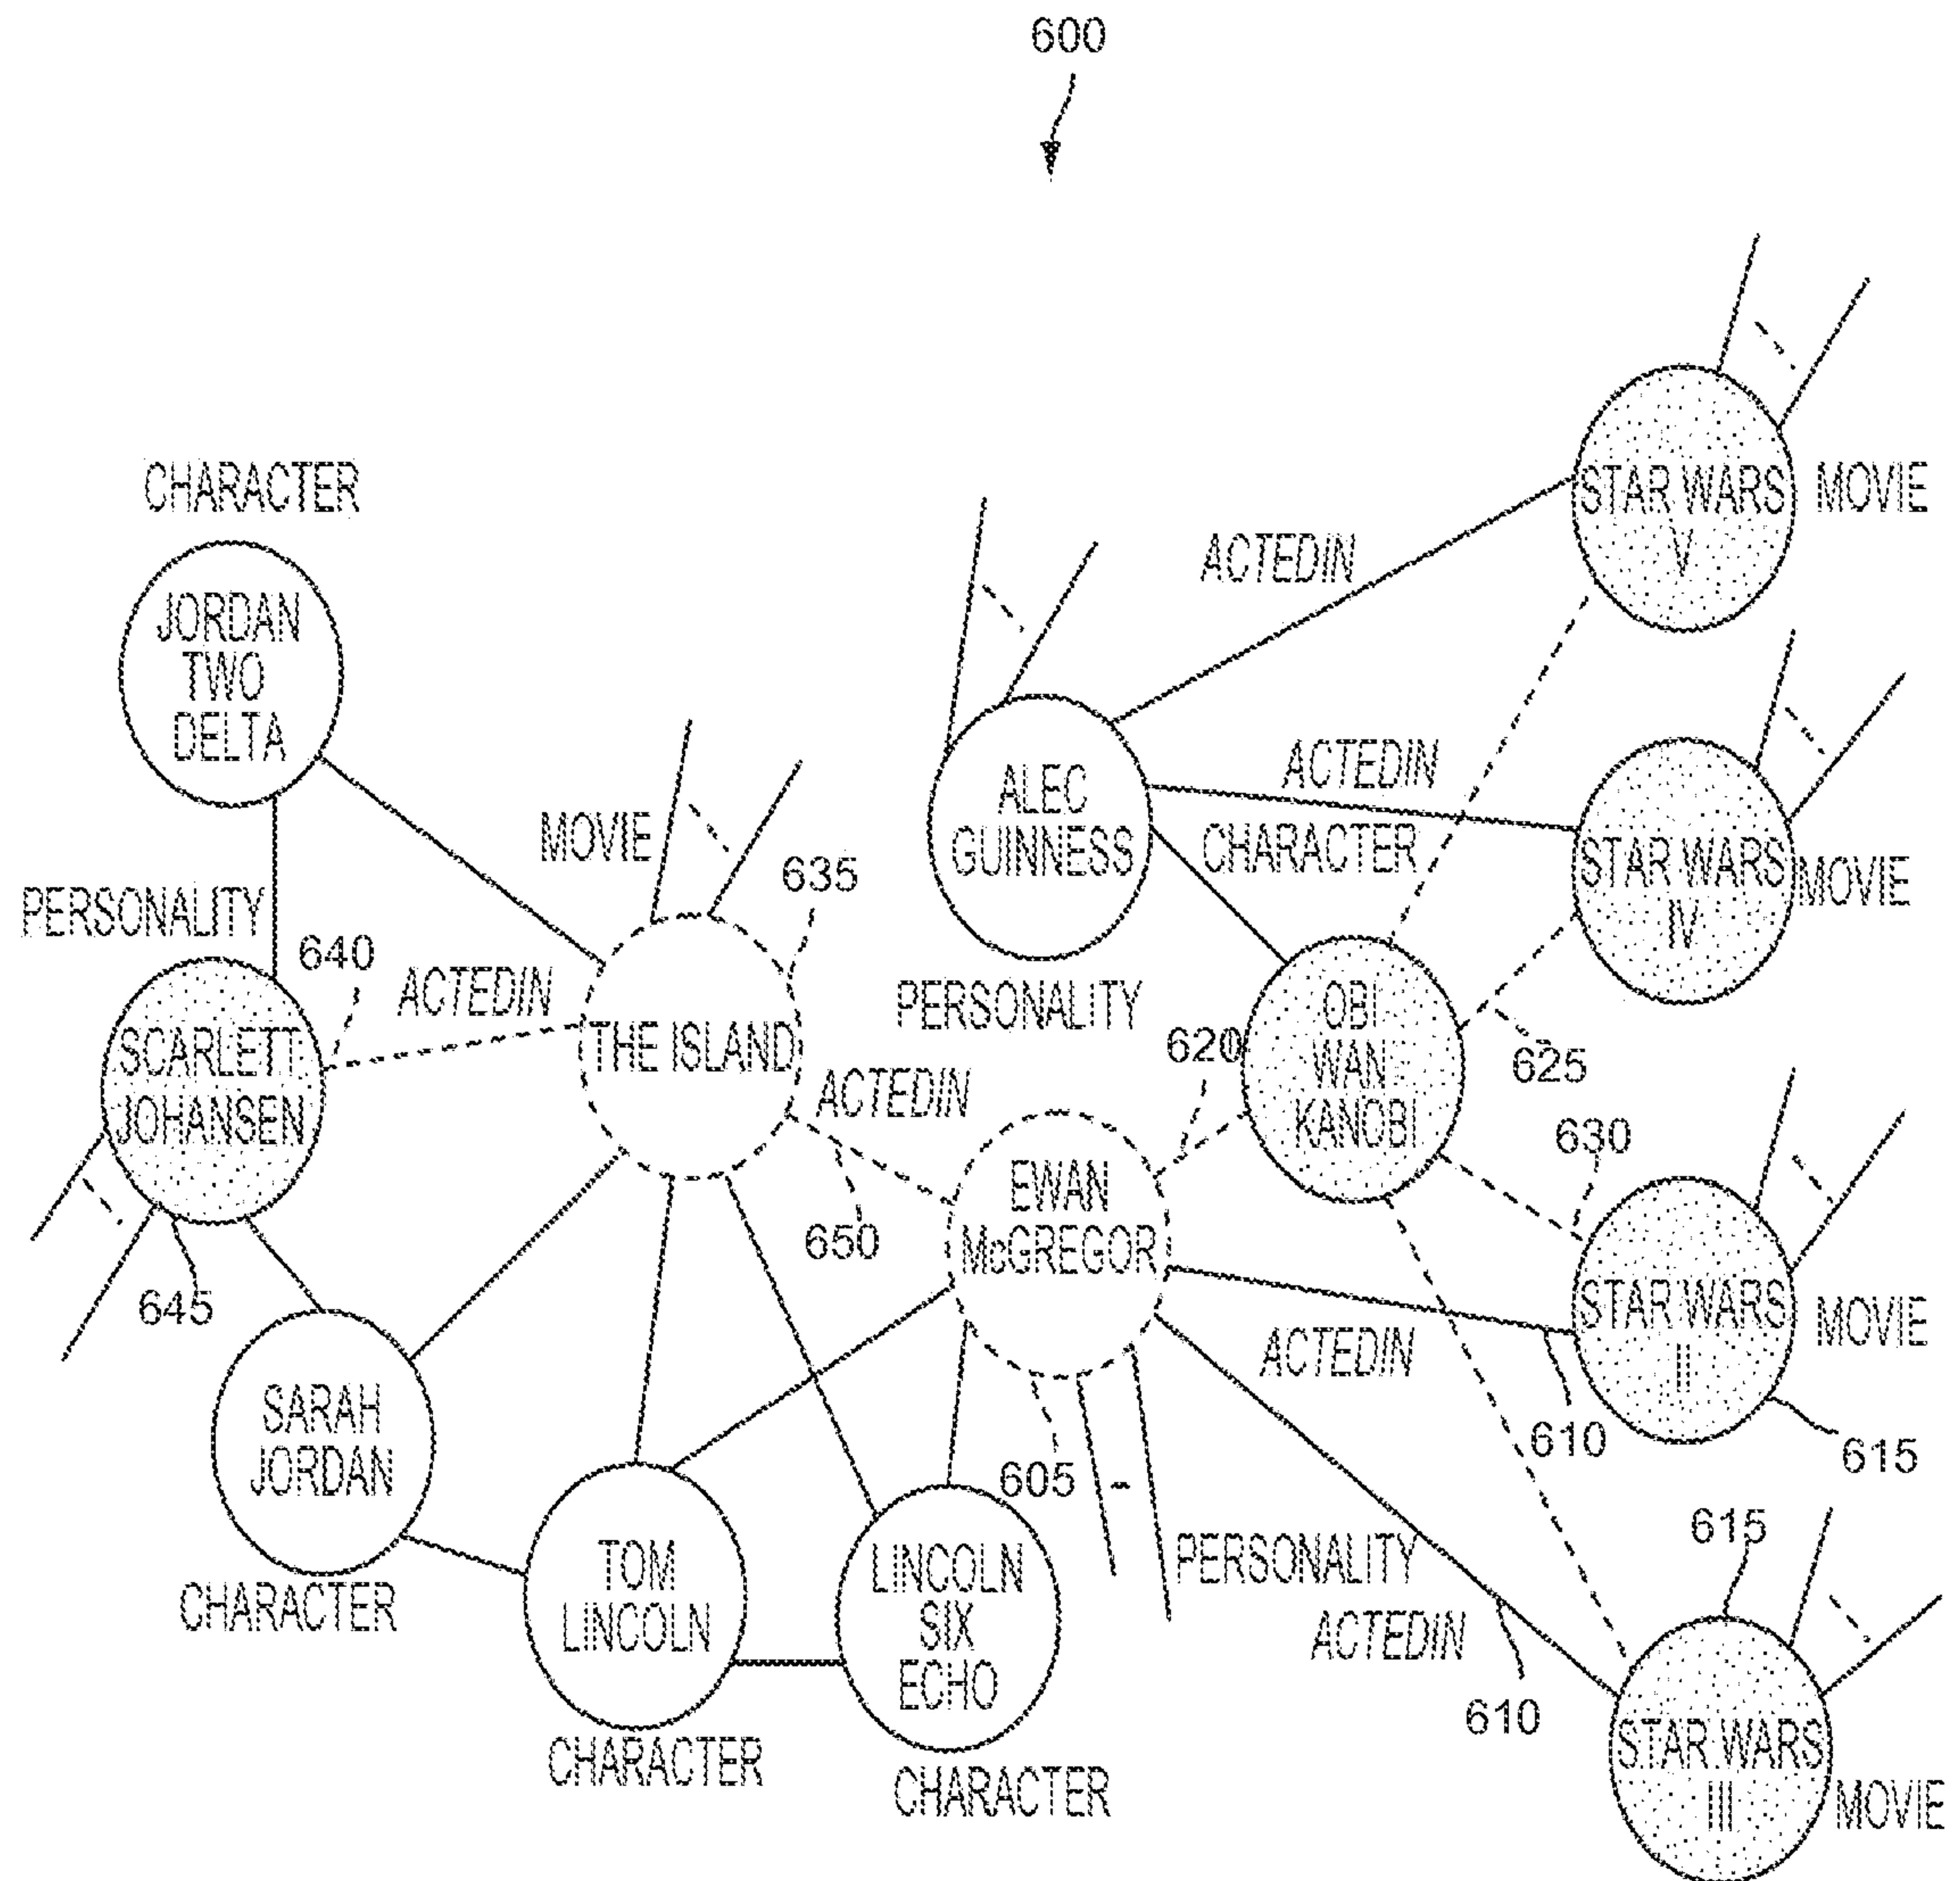 600
CHARACTER
JORDAN
TWO
DELTA
STAR WARS
V
MOVIE
ACTEDIN
MOVIE
635
ALEC
GUINNESS
ACTEDIN
CHARACTER
STAR WARS
IV
MOVIE
PERSONALITY
640
ACTEDIN
SCARLETT
JOHANSEN
THE ISLAND
PERSONALITY
620
OBI
WAN
KANOBI
625
ACTEDIN
630
650
EWAN
McGREGOR
645
STAR WARS
II
MOVIE
ACTEDIN
610
615
SARAH
JORDAN
CHARACTER
605
TOM
LINCOLN
CHARACTER
LINCOLN
SIX
ECHO
CHARACTER
PERSONALITY
ACTEDIN
610
615
STAR WARS
III
MOVIE